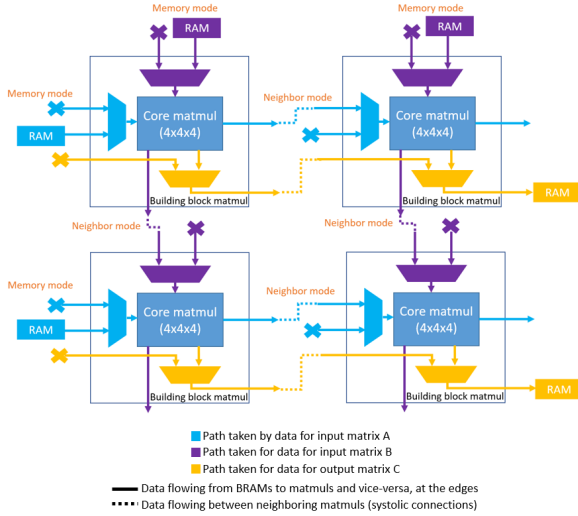 Memory mode
Memory mode
RAM
RAM
Memory mode
Neighbor mode
RAM
Core matmul
(4x4x4)
Core matmul
(4x4x4)
Building block matmul
Building block matmul
RAM
Neighbor mode
Neighbor mode
Memory mode
Neighbor mode
RAM
Core matmul
(4x4x4)
Core matmul
(4x4x4)
Building block matmul
Building block matmul
RAM
Path taken by data for input matrix A
Path taken for data for input matrix B
Path taken for data for output matrix C
Data flowing from BRAMs to matmuls and vice-versa, at the edges
Data flowing between neighboring matmuls (systolic connections)